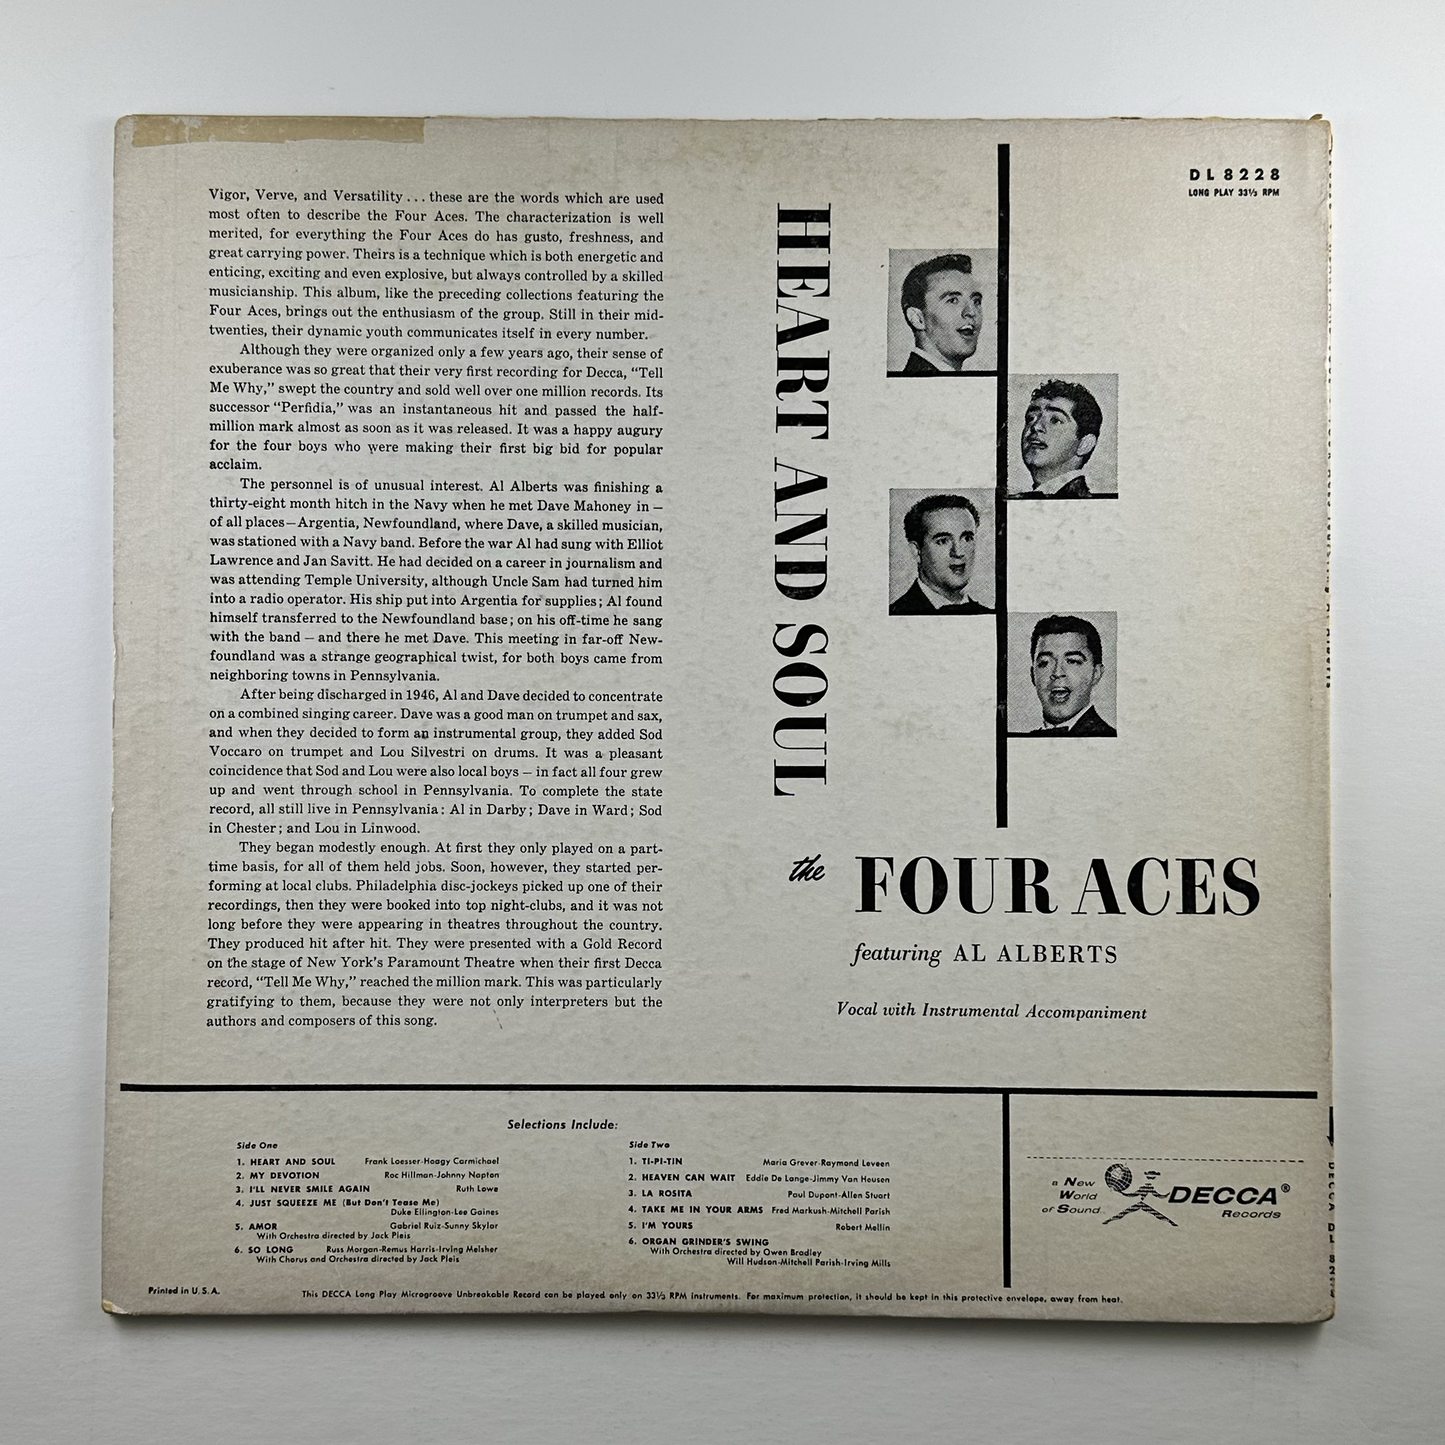 Vigor, Verve, and Versatility . . . these are the words which are used
most often to describe the Four Aces. The characterization is well
merited, for everything the Four Aces do has gusto, freshness, and
great carrying power. Theirs is a technique which is both energetic and
enticing, exciting and even explosive, but always controlled by a skilled
musicianship. This album, like the preceding collections featuring the
Four Aces, brings out the enthusiasm of the group. Still in their mid-
twenties, their dynamic youth communicates itself in every number.
Although they were organized only a few years ago, their sense of
exuberance was so great that their very first recording for Decca, “Tell
Me Why,” swept the country and sold well over one million records. Its
successor “Perfidia,” was an instantaneous hit and passed the half-
million mark almost as soon as it was released. It was a happy augury
for the four boys who were making their first big bid for popular
acclaim.
The personnel is of unusual interest. Al Alberts was finishing a
thirty-eight month hitch in the Navy when he met Dave Mahoney in —
of all places—Argentia, Newfoundland, where Dave, a skilled musician,
was stationed with a Navy band. Before the war Al had sung with Elliot
Lawrence and Jan Savitt. He had decided on a career in journalism and
was attending Temple University, although Uncle Sam had turned him
into a radio operator. His ship put into Argentia for supplies; Al found
himself transferred to the Newfoundland base; on his off-time he sang
with the band — and there he met Dave. This meeting in far-off New-
foundland was a strange geographical twist, for both boys came from
neighboring towns in Pennsylvania.
After being discharged in 1946, Al and Dave decided to concentrate
on a combined singing career. Dave was a good man on trumpet and sax,
and when they decided to form an instrumental group, they added Sod
Voccaro on trumpet and Lou Silvestri on drums. It was a pleasant
coincidence that Sod and Lou were also local boys — in fact all four grew
up and went through school in Pennsylvania. To complete the state
record, all still live in Pennsylvania: Al in Darby; Dave in Ward; Sod
in Chester; and Lou in Linwood.
They began modestly enough. At first they only played on a part-
time basis, for all of them held jobs. Soon, however, they started per-
forming at local clubs. Philadelphia disc-jockeys picked up one of their
recordings, then they were booked into top night-clubs, and it was not
long before they were appearing in theatres throughout the country.
They produced hit after hit. They were presented with a Gold Record
on the stage of New York’s Paramount Theatre when their first Decca
record, “Tell Me Why,” reached the million mark. This was particularly
gratifying to them, because they were not only interpreters but the
authors and composers of this song.
HEART AND SOUL
DL 8228
LONG PLAY 33⅓ RPM
the FOUR ACES
featuring AL ALBERTS
Vocal with Instrumental Accompaniment
Selections Include:
Side One
1. HEART AND SOUL Frank Loesser-Hoagy Carmichael
2. MY DEVOTION Roc Hillman-Johnny Napton
3. I'LL NEVER SMILE AGAIN Ruth Lowe
4. JUST SQUEEZE ME (But Don't Tease Me)
Duke Ellington-Lee Gaines
5. AMOR Gabriel Ruiz-Sunny Skylar
With Orchestra directed by Jack Pleis
6. SO LONG Russ Morgan-Remus Harris-Irving Melsher
With Chorus and Orchestra directed by Jack Pleis
Side Two
1. TI-PI-TIN Maria Grever-Raymond Leveen
2. HEAVEN CAN WAIT Eddie De Lange-Jimmy Van Heusen
3. LA ROSITA Paul Dupont-Allen Stuart
4. TAKE ME IN YOUR ARMS Fred Markush-Mitchell Parish
5. I'M YOURS Robert Mellin
6. ORGAN GRINDER'S SWING
With Orchestra directed by Owen Bradley
Will Hudson-Mitchell Parish-Irving Mills
a New
World
of Sound
DECCA®
Records
Printed in U. S. A.
This DECCA Long Play Microgroove Unbreakable Record can be played only on 33⅓ RPM instruments. For maximum protection, it should be kept in this protective envelope, away from heat.